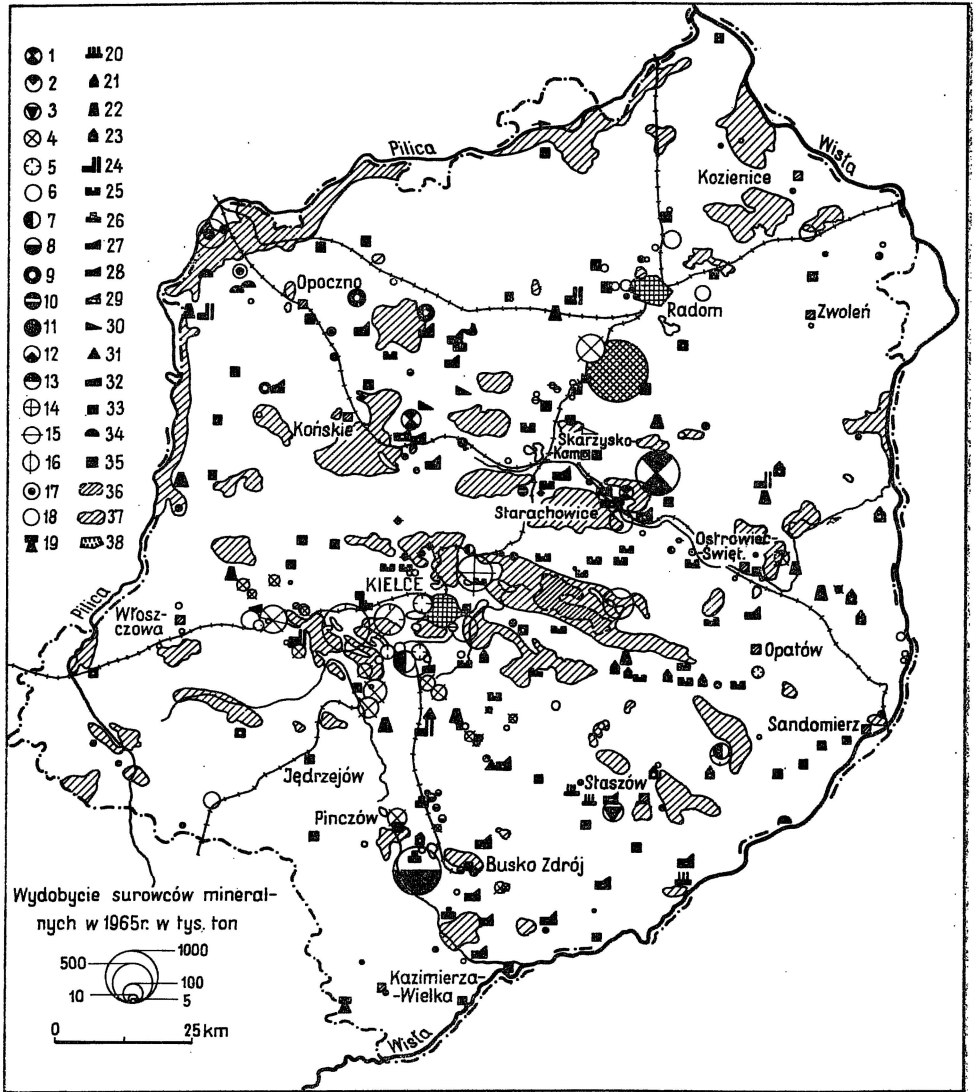 1 20
2 21
3 22
4 23
5 24
6 25
7 26
8 27
9 28
10 29
11 30
12 31
13 32
14 33
15 34
16 35
17 36
18 37
19 38
Pilica
Wisła
Kozienice
Opoczno
Radom
Zwoleń
Końskie
Skarżysko-
Kam.
Starachowice
Ostrowiec-
Święt.
KIELCE
Pilica
Włosz-
czowa
Opatów
Sandomierz
Jędrzejów
Staszów
Pinczów
Busko Zdrój
Wydobycie surowców mineral-
nych w 1965r. w tys. ton
1000
500
100
10
5
Kazimierza-
-Wielka
0 25 km
Wisła